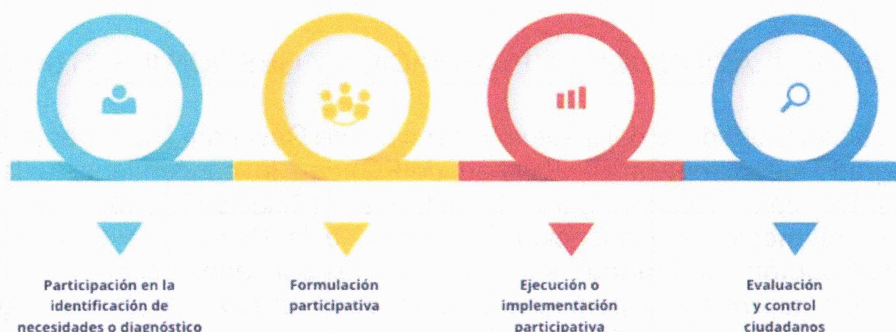 Participación en la
identificación de
necesidades o diagnóstico
Formulación
participativa
Ejecución o
implementación
participativa
Evaluación
y control
ciudadanos